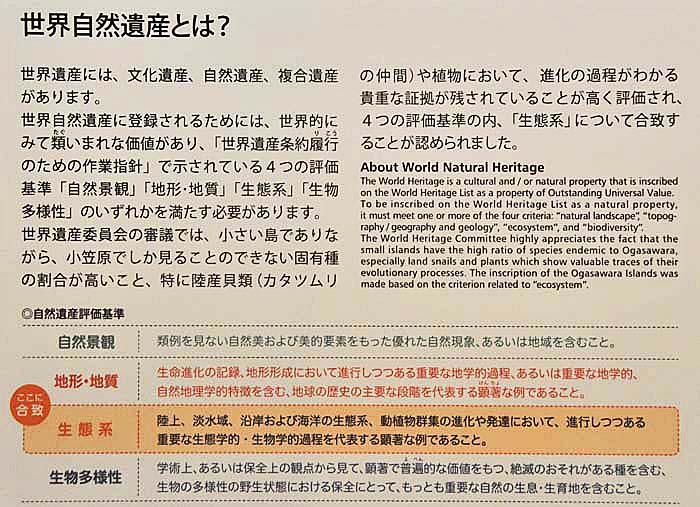 世界自然遺産とは？
世界遺産には、文化遺産、自然遺産、複合遺産
があります。
世界自然遺産に登録されるためには、世界的に
みて類いまれな価値があり、「世界遺産条約履行
のための作業指針」で示されている４つの評価
基準「自然景観」「地形・地質」「生態系」「生物
多様性」のいずれかを満たす必要があります。
世界遺産委員会の審議では、小さい島でありな
がら、小笠原でしか見ることのできない固有種
の割合が高いこと、特に陸産貝類（カタツムリ
の仲間）や植物において、進化の過程がわかる
貴重な証拠が残されていることが高く評価され、
４つの評価基準の内、「生態系」について合致す
ることが認められました。
About World Natural Heritage
The World Heritage is a cultural and / or natural property that is inscribed
on the World Heritage List as a property of Outstanding Universal Value.
To be inscribed on the World Heritage List as a natural property,
it must meet one or more of the four criteria: “natural landscape”, “topog-
raphy / geography and geology”, “ecosystem”, and “biodiversity”.
The World Heritage Committee highly appreciates the fact that the
small islands have the high ratio of species endemic to Ogasawara,
especially land snails and plants which show valuable traces of their
evolutionary processes. The inscription of the Ogasawara Islands was
made based on the criterion related to “ecosystem”.
◎自然遺産評価基準
自然景観 類例を見ない自然美および美的要素をもった優れた自然現象、あるいは地域を含むこと。
地形・地質 生命進化の記録、地形形成において進行しつつある重要な地学的過程、あるいは重要な地学的、
自然地理学的特徴を含む、地球の歴史の主要な段階を代表する顕著な例であること。
ここに
合致
生態系 陸上、淡水域、沿岸および海洋の生態系、動植物群集の進化や発達において、進行しつつある
重要な生態学的・生物学的過程を代表する顕著な例であること。
生物多様性 学術上、あるいは保全上の観点から見て、顕著で普遍的な価値をもつ、絶滅のおそれがある種を含む、
生物の多様性の野生状態における保全にとって、もっとも重要な自然の生息・生育地を含むこと。